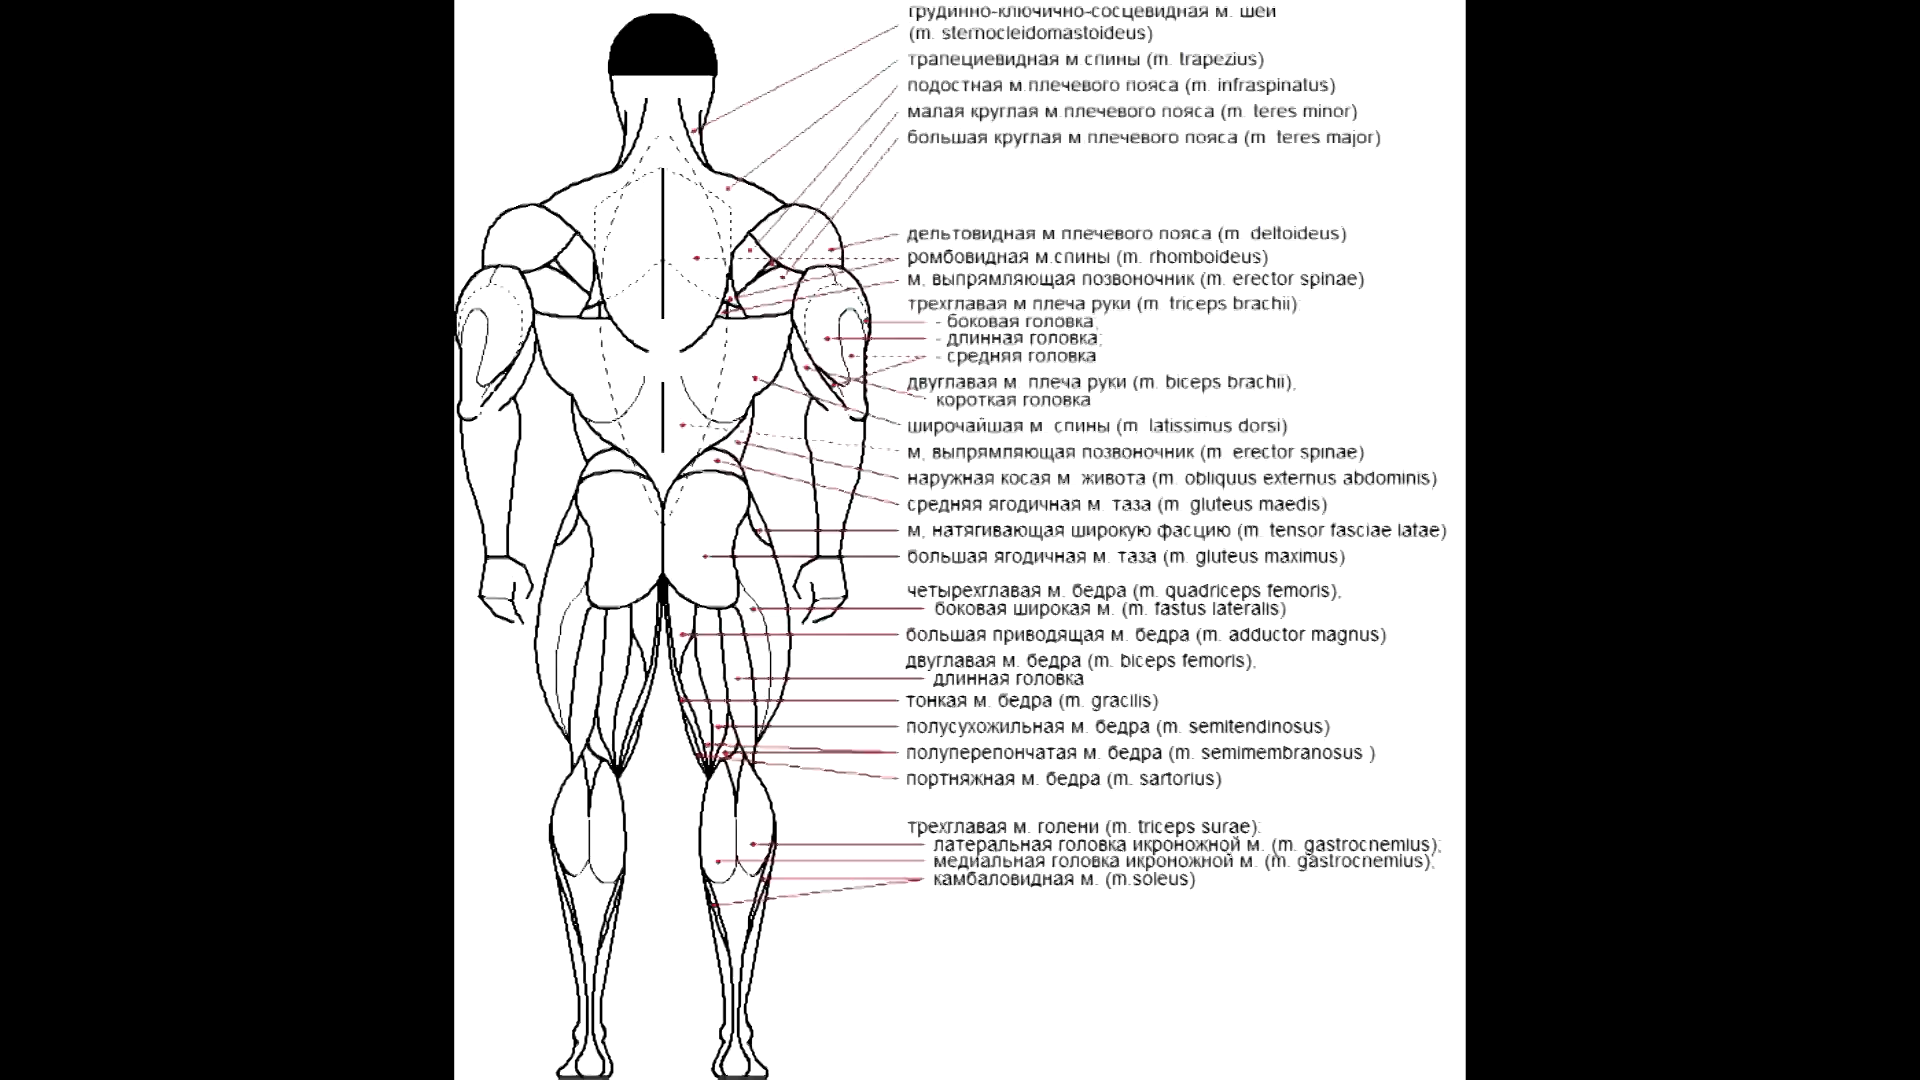 грудинно-ключично-сосцевидная м. шеи
(m. sternocleidomastoideus)
трапециевидная м спины (m. trapezius)
подостная м.плечевого пояса (m. infraspinatus)
малая круглая м.плечевого пояса (m. teres minor)
большая круглая м плечевого пояса (m teres major)
дельтовидная м плечевого пояса (m deltoideus)
ромбовидная м.спины (m. rhomboideus)
м, выпрямляющая позвоночник (m. erector spinae)
трехглавая м плеча руки (m triceps brachii)
- боковая головка,
- длинная головка;
- средняя головка
двуглавая м плеча руки (m. biceps brachii),
короткая головка
широчайшая м спины (m latissimus dorsi)
м, выпрямляющая позвоночник (m erector spinae)
наружная косая м живота (m. obliquus externus abdominis)
средняя ягодичная м. таза (m gluteus maedis)
м, натягивающая широкую фасцию (m. tensor fasciae latae)
большая ягодичная м. таза (m. gluteus maximus)
четырехглавая м. бедра (m. quadriceps femoris),
боковая широкая м. (m. fastus lateralis)
большая приводящая м. бедра (m. adductor magnus)
двуглавая м. бедра (m. biceps femoris),
длинная головка
тонкая м. бедра (m. gracilis)
полусухожильная м. бедра (m. semitendinosus)
полуперепончатая м. бедра (m. semimembranosus )
портняжная м. бедра (m. sartorius)
трехглавая м. голени (m. triceps surae):
латеральная головка икроножной м. (m. gastrocnemius);
медиальная головка икроножной м. (m. gastrocnemius);
камбаловидная м. (m.soleus)